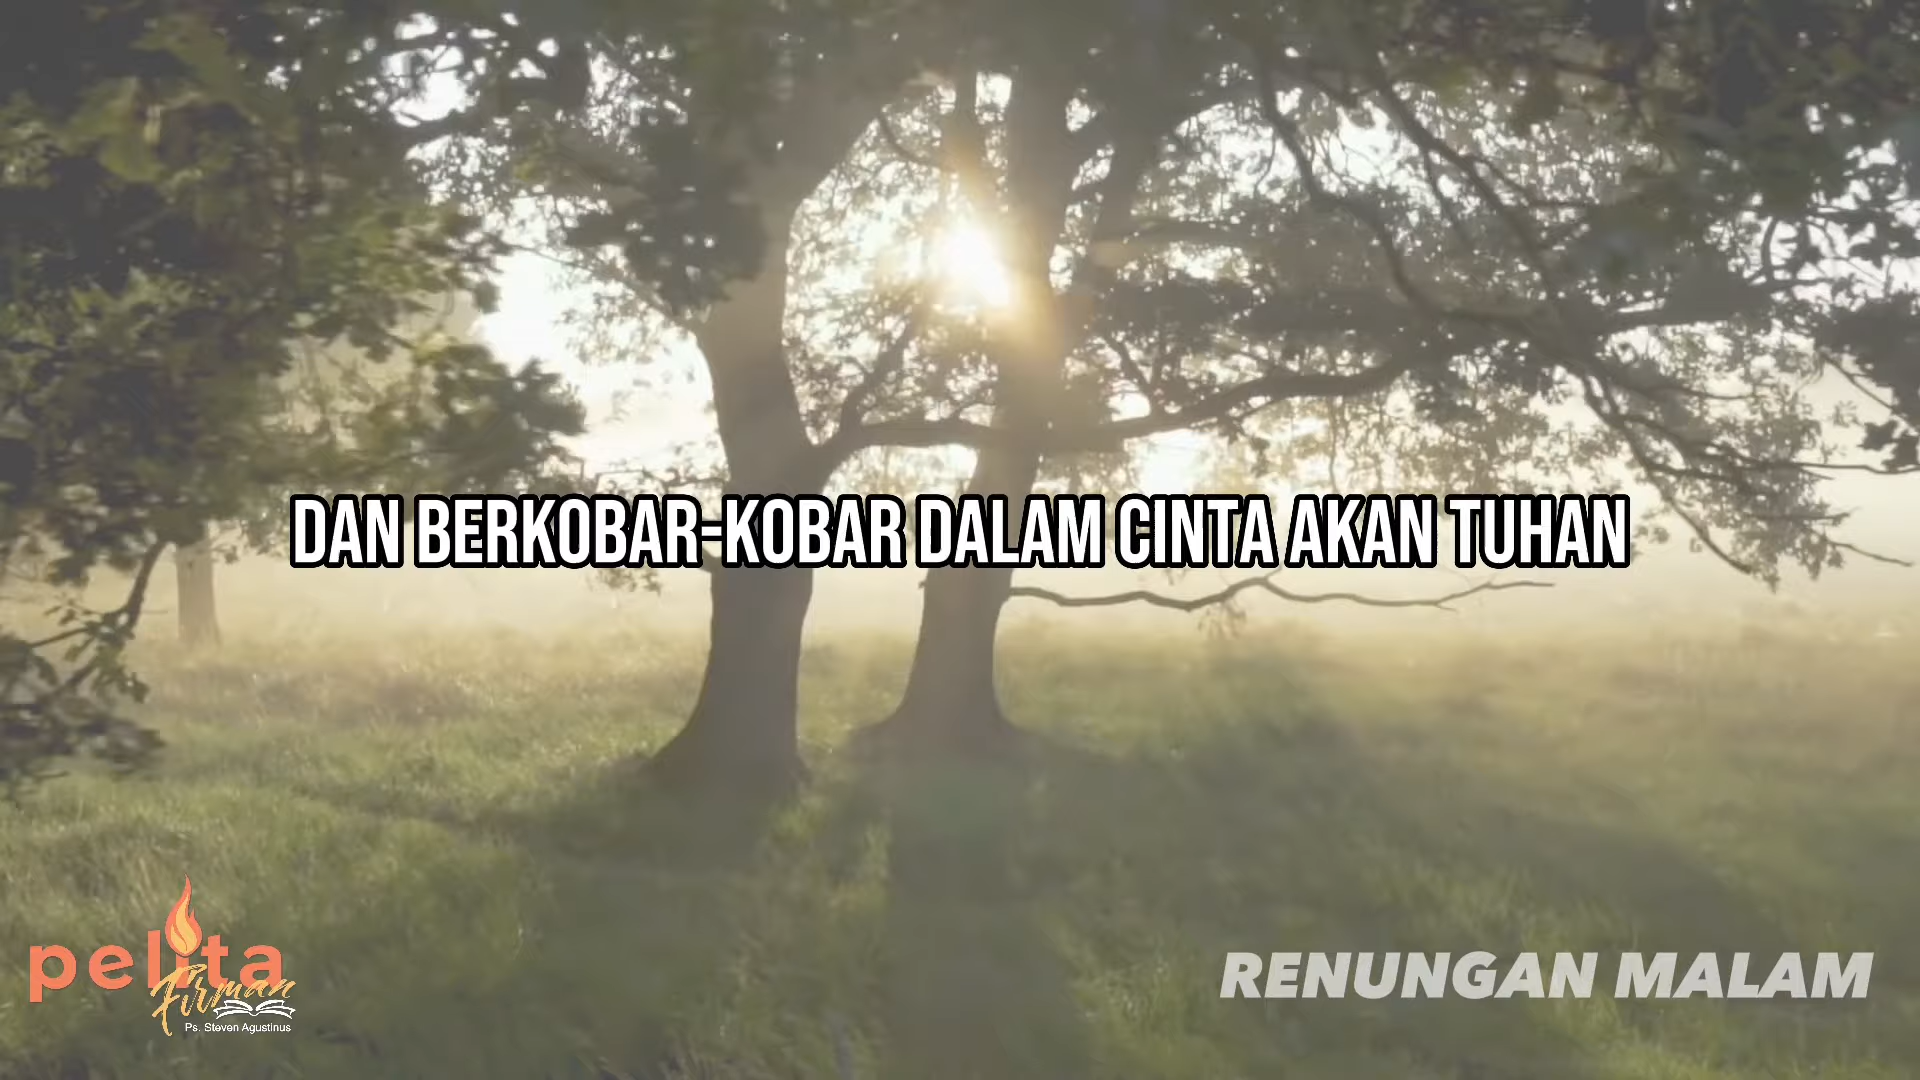 DAN BERKOBAR-KOBAR DALAM CINTA AKAN TUHAN
pelita
Firman
Ps. Steven Agustinus
RENUNGAN MALAM